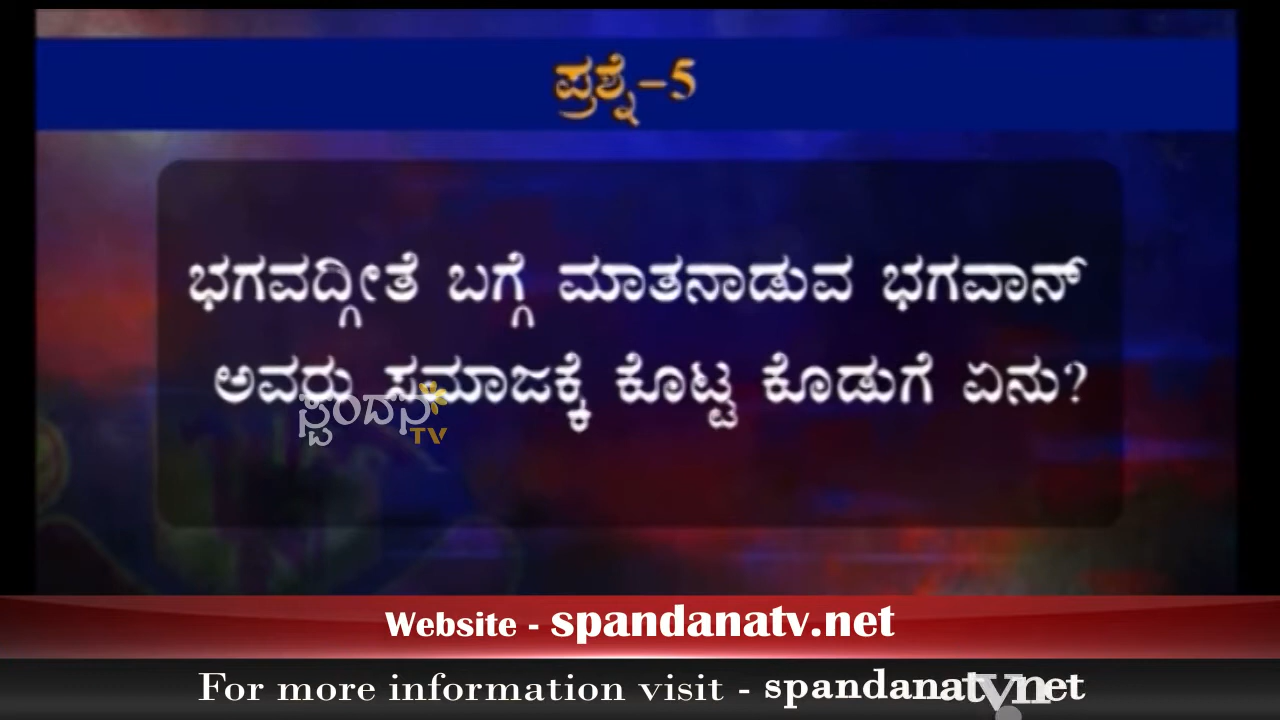 ಪ್ರಶ್ನೆ-5
ಭಗವದ್ಗೀತೆ ಬಗ್ಗೆ ಮಾತನಾಡುವ ಭಗವಾನ್
ಅವರು ಸಮಾಜಕ್ಕೆ ಕೊಟ್ಟ ಕೊಡುಗೆ ಏನು?
ಸ್ಪಂದನ
TV
Website - spandanatv.net
For more information visit - spandanatv.net